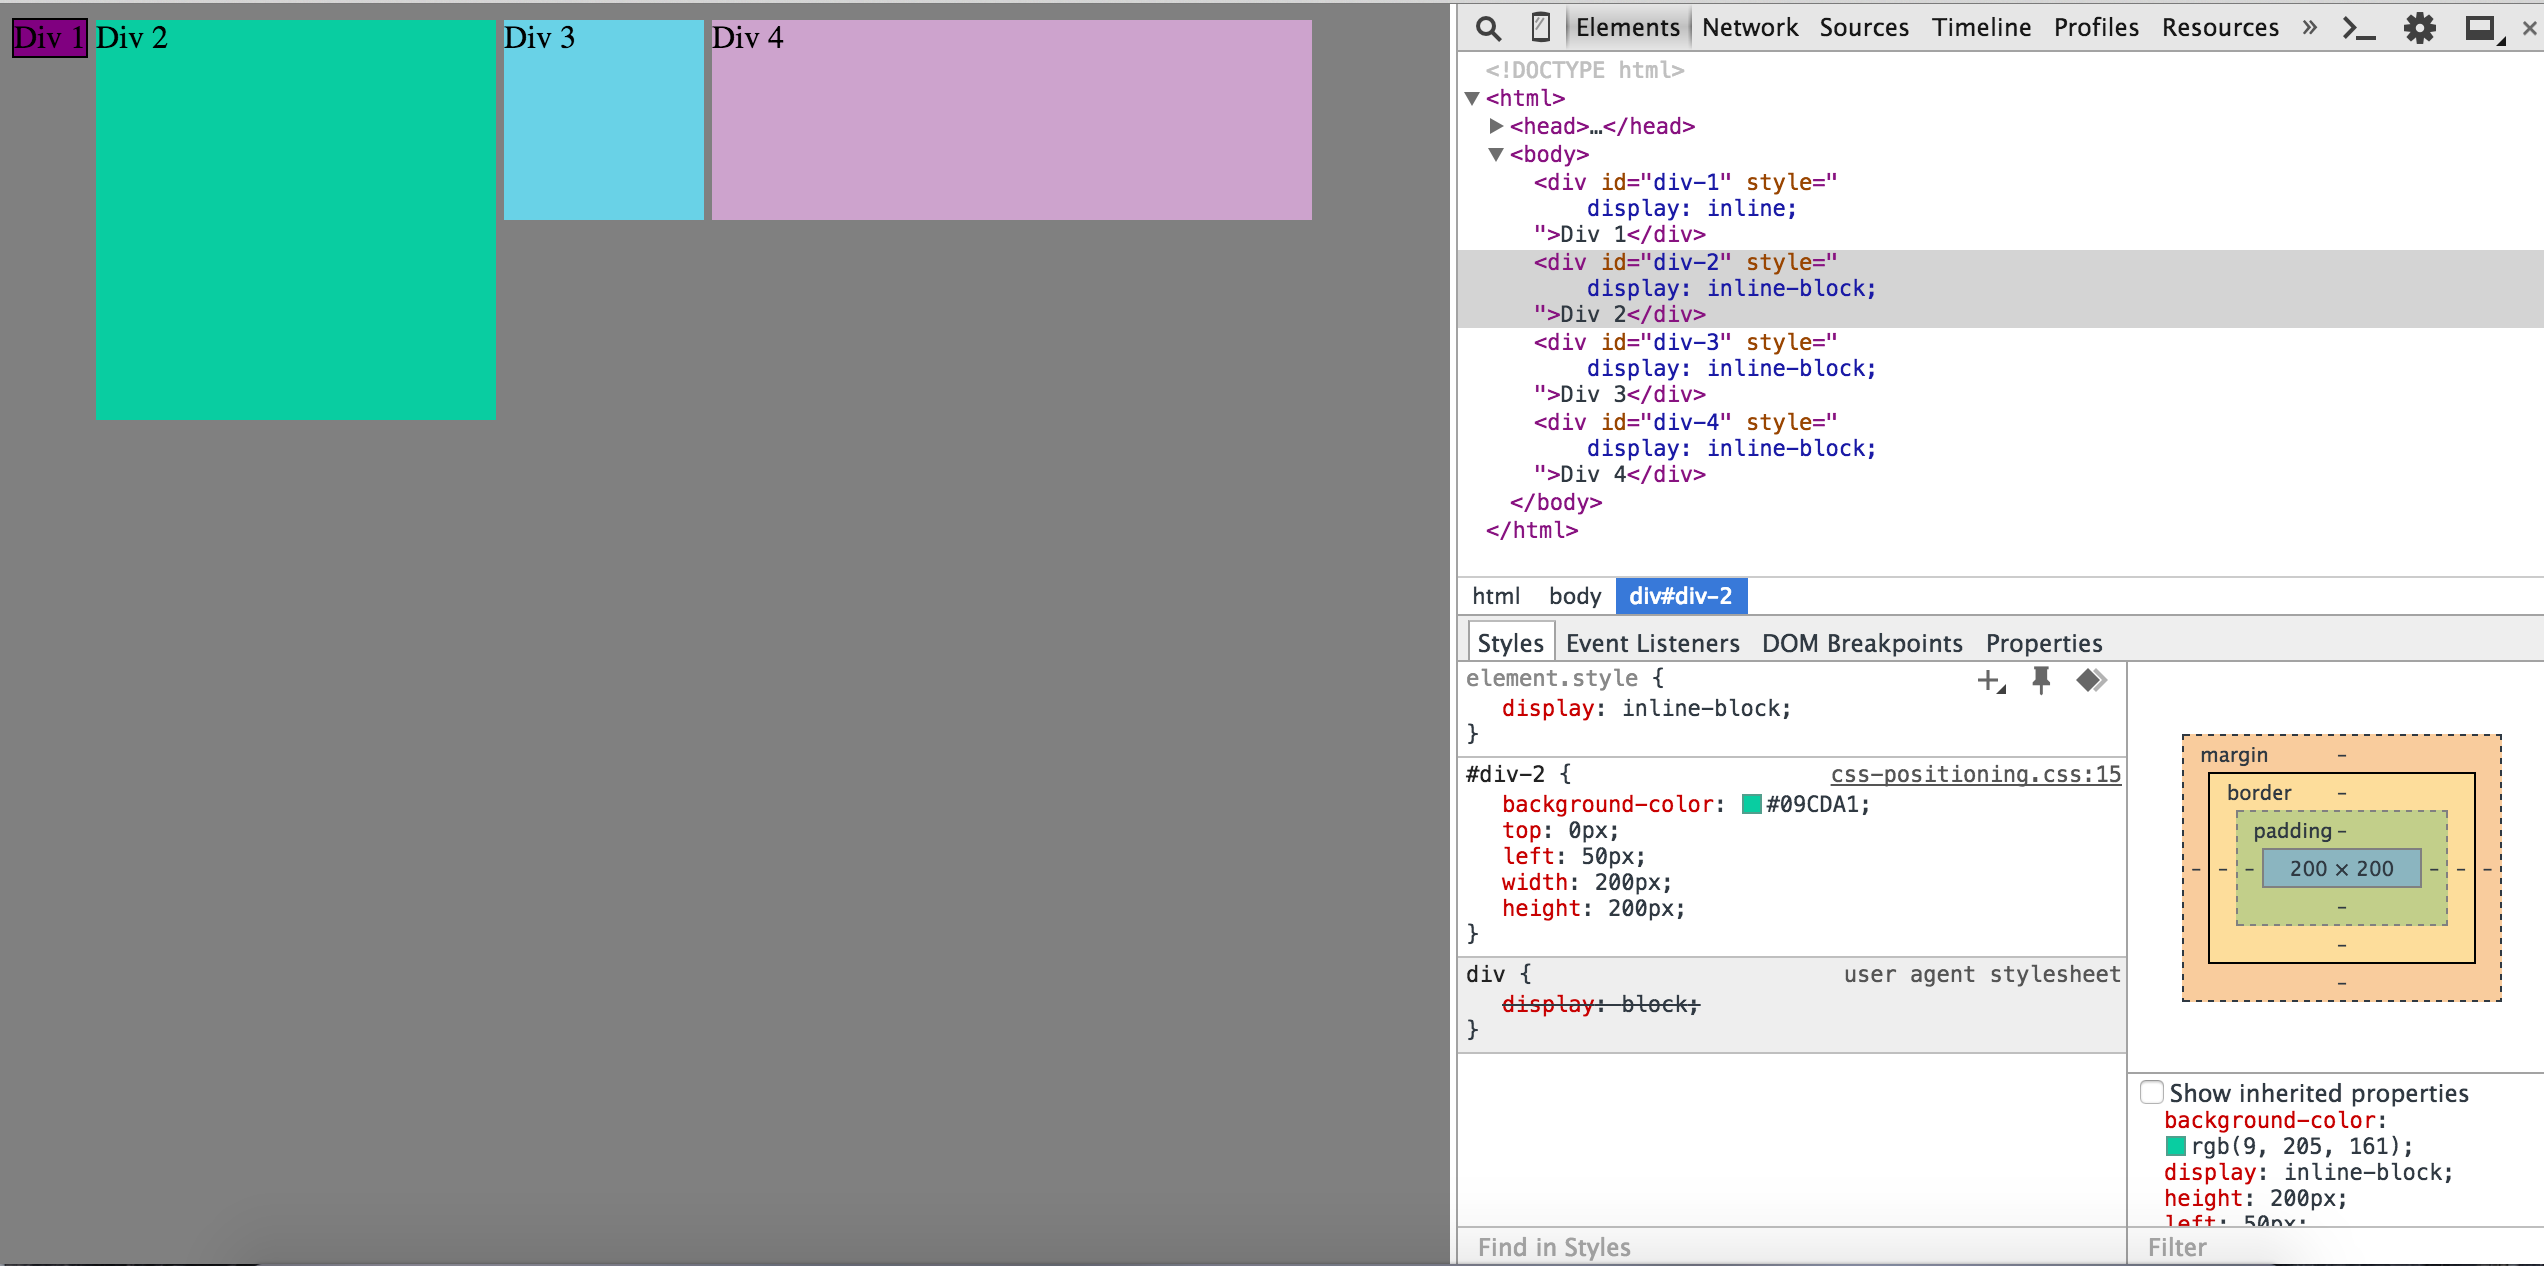 Div 1 Div 2 Div 3 Div 4
Elements Network Sources Timeline Profiles Resources »
<!DOCTYPE html>
<html>
<head>…</head>
<body>
<div id="div-1" style="
display: inline;
">Div 1</div>
<div id="div-2" style="
display: inline-block;
">Div 2</div>
<div id="div-3" style="
display: inline-block;
">Div 3</div>
<div id="div-4" style="
display: inline-block;
">Div 4</div>
</body>
</html>
html body div#div-2
Styles Event Listeners DOM Breakpoints Properties
element.style {
display: inline-block;
}
#div-2 { css-positioning.css:15
background-color: #09CDA1;
top: 0px;
left: 50px;
width: 200px;
height: 200px;
}
div { user agent stylesheet
display: block;
}
Find in Styles
margin -
border -
padding -
- - - 200 × 200 - - -
-
-
-
Show inherited properties
background-color:
rgb(9, 205, 161);
display: inline-block;
height: 200px;
left: 50px;
Filter